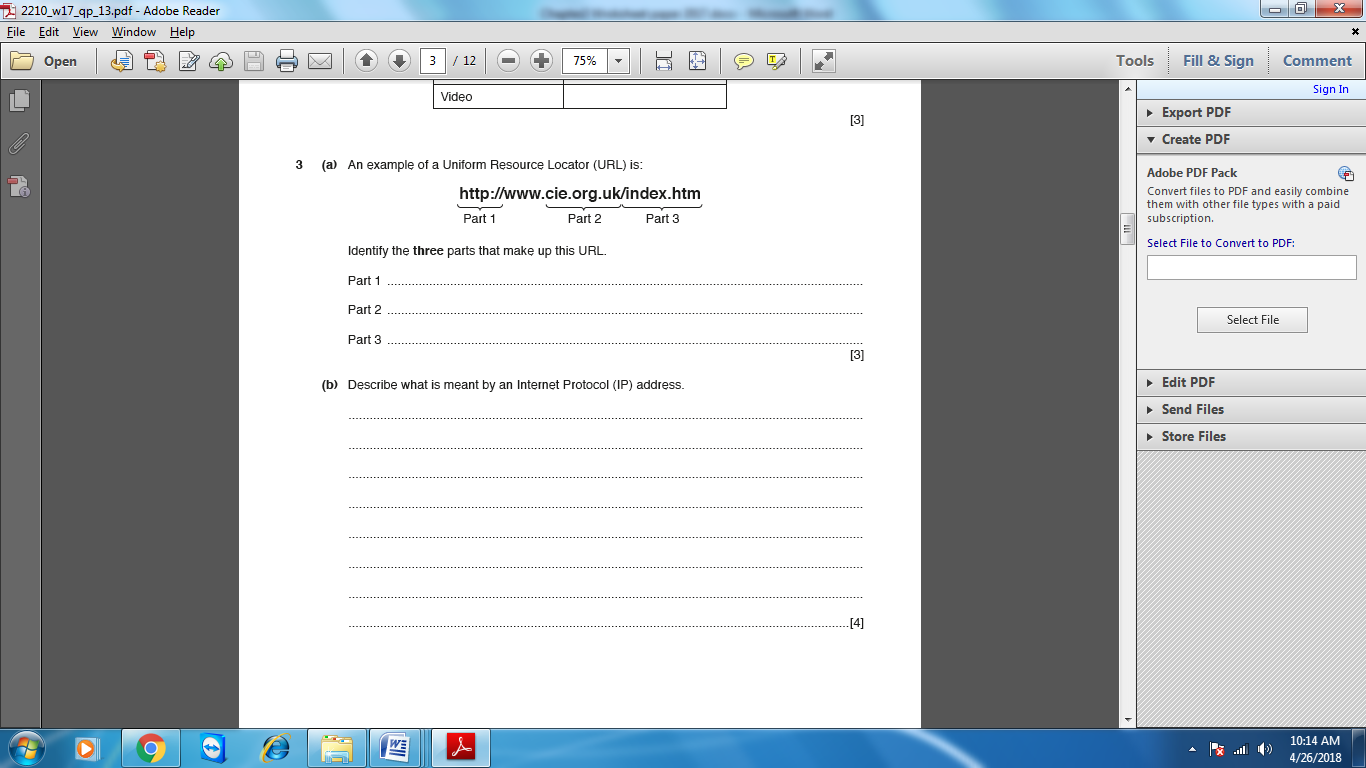 2210_w17_qp_13.pdf - Adobe Reader
File Edit View Window Help
Open 3 / 12 75% Tools Fill & Sign Comment
Sign In
Export PDF
Create PDF
Adobe PDF Pack
Convert files to PDF and easily combine
them with other file types with a paid
subscription.
Select File to Convert to PDF:
Select File
Edit PDF
Send Files
Store Files
Video
[3]
3 (a) An example of a Uniform Resource Locator (URL) is:
http://www.cie.org.uk/index.htm
Part 1 Part 2 Part 3
Identify the three parts that make up this URL.
Part 1 ..........
Part 2 ..........
Part 3 ..........
[3]
(b) Describe what is meant by an Internet Protocol (IP) address.
..........[4]
10:14 AM
4/26/2018